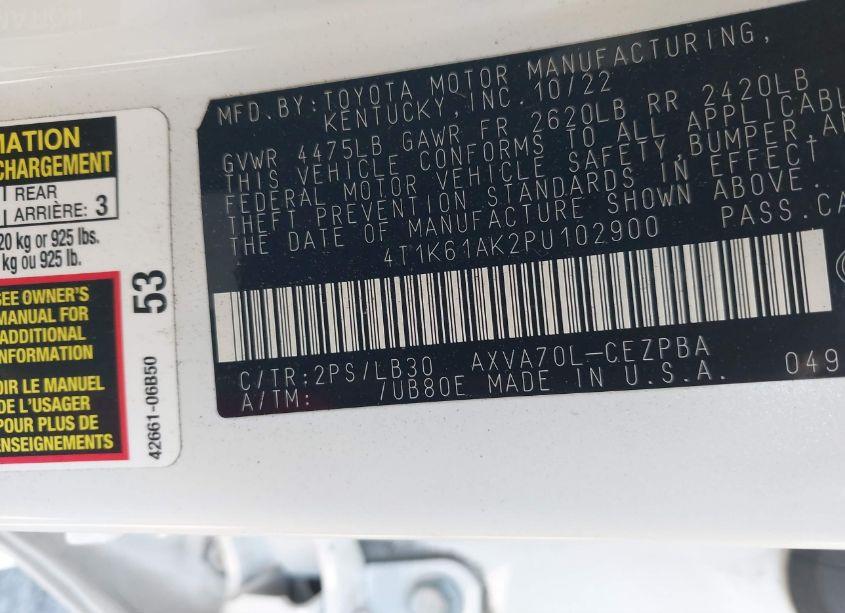 MATION
CHARGEMENT
REAR
ARRIÈRE: 3
20 kg or 925 lbs.
kg ou 925 lb.
SEE OWNER'S
MANUAL FOR
ADDITIONAL
INFORMATION
OIR LE MANUEL
DE L'USAGER
POUR PLUS DE
ENSEIGNEMENTS
53
42661-06B50
MFD.BY:TOYOTA MOTOR MANUFACTURING,
KENTUCKY,INC. 10/22
GVWR 4475LB GAWR FR 2620LB RR 2420LB
THIS VEHICLE CONFORMS TO ALL APPLICABL
FEDERAL MOTOR VEHICLE SAFETY,BUMPER,AN
THEFT PREVENTION STANDARDS IN EFFECT
THE DATE OF MANUFACTURE SHOWN ABOVE.
4T1K61AK2PU102900 PASS.CA
C/TR:2PS/LB30 AXVA70L-CEZPBA
A/TM: /UB80E MADE IN U.S.A. 049